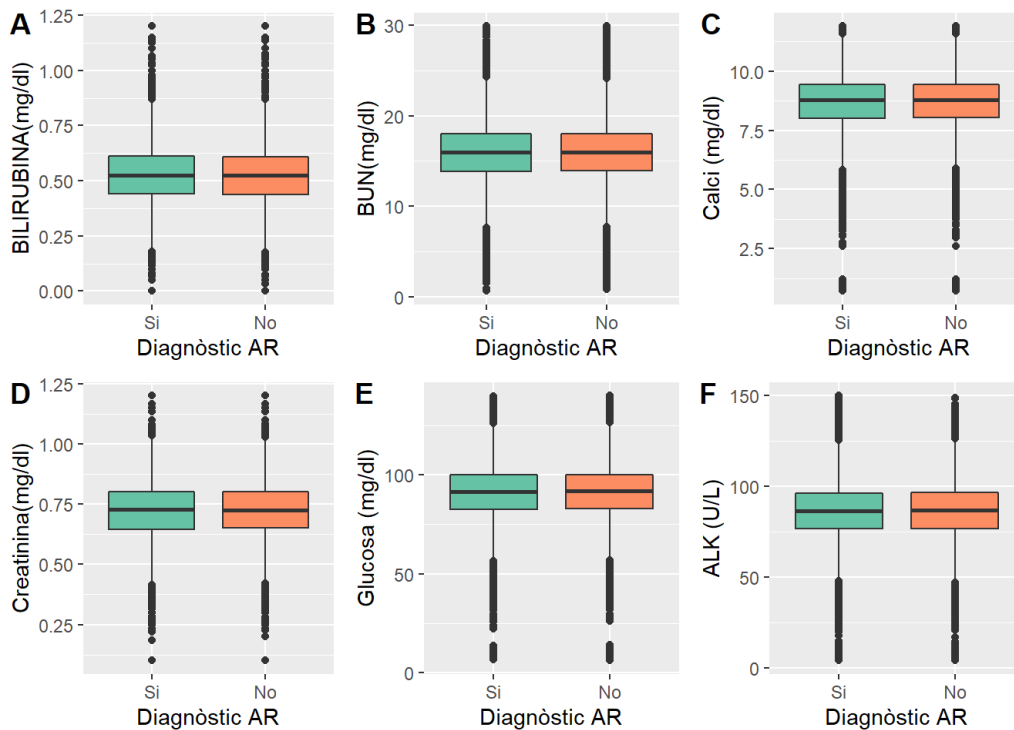 A
BILIRUBINA(mg/dl)
1.25
1.00
0.75
0.50
0.25
0.00
Si
No
Diagnòstic AR
B
BUN(mg/dl)
30
20
10
0
Si
No
Diagnòstic AR
C
Calci (mg/dl)
10.0
7.5
5.0
2.5
Si
No
Diagnòstic AR
D
Creatinina(mg/dl)
1.25
1.00
0.75
0.50
0.25
Si
No
Diagnòstic AR
E
Glucosa (mg/dl)
100
50
0
Si
No
Diagnòstic AR
F
ALK (U/L)
150
100
50
0
Si
No
Diagnòstic AR